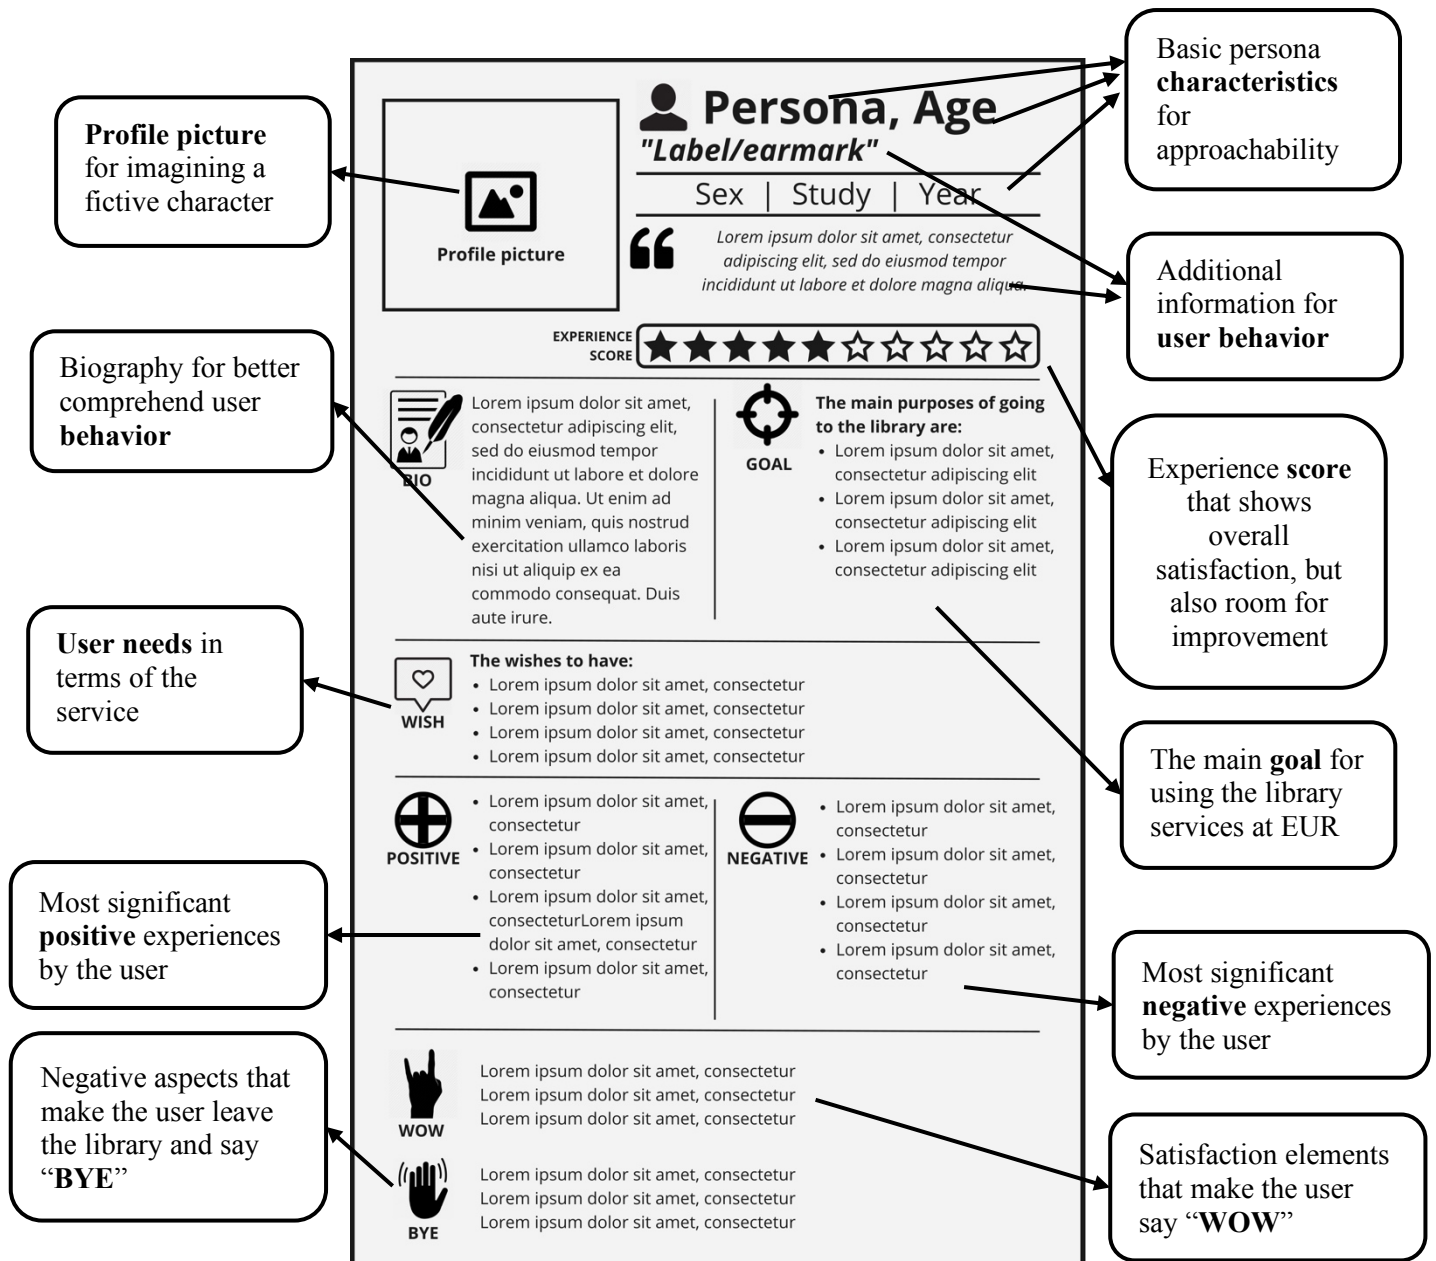 Profile picture
for imagining a
fictive character
Biography for better
comprehend user
behavior
User needs in
terms of the
service
Most significant
positive experiences
by the user
Negative aspects that
make the user leave
the library and say
“BYE”
Persona, Age
"Label/earmark"
Sex | Study | Year
Profile picture
Lorem ipsum dolor sit amet, consectetur
adipiscing elit, sed do eiusmod tempor
incididunt ut labore et dolore magna aliqua.
EXPERIENCE
SCORE
BIO
Lorem ipsum dolor sit amet,
consectetur adipiscing elit,
sed do eiusmod tempor
incididunt ut labore et dolore
magna aliqua. Ut enim ad
minim veniam, quis nostrud
exercitation ullamco laboris
nisi ut aliquip ex ea
commodo consequat. Duis
aute irure.
GOAL
The main purposes of going
to the library are:
• Lorem ipsum dolor sit amet,
consectetur adipiscing elit
• Lorem ipsum dolor sit amet,
consectetur adipiscing elit
• Lorem ipsum dolor sit amet,
consectetur adipiscing elit
WISH
The wishes to have:
• Lorem ipsum dolor sit amet, consectetur
• Lorem ipsum dolor sit amet, consectetur
• Lorem ipsum dolor sit amet, consectetur
• Lorem ipsum dolor sit amet, consectetur
POSITIVE
• Lorem ipsum dolor sit amet,
consectetur
• Lorem ipsum dolor sit amet,
consectetur
• Lorem ipsum dolor sit amet,
consecteturLorem ipsum
dolor sit amet, consectetur
• Lorem ipsum dolor sit amet,
consectetur
NEGATIVE
• Lorem ipsum dolor sit amet,
consectetur
• Lorem ipsum dolor sit amet,
consectetur
• Lorem ipsum dolor sit amet,
consectetur
• Lorem ipsum dolor sit amet,
consectetur
WOW
Lorem ipsum dolor sit amet, consectetur
Lorem ipsum dolor sit amet, consectetur
Lorem ipsum dolor sit amet, consectetur
BYE
Lorem ipsum dolor sit amet, consectetur
Lorem ipsum dolor sit amet, consectetur
Lorem ipsum dolor sit amet, consectetur
Basic persona
characteristics
for
approachability
Additional
information for
user behavior
Experience score
that shows
overall
satisfaction, but
also room for
improvement
The main goal for
using the library
services at EUR
Most significant
negative experiences
by the user
Satisfaction elements
that make the user
say “WOW”